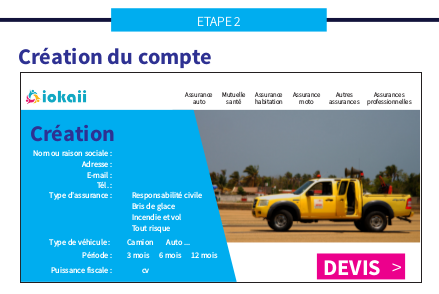 ETAPE 2
Création du compte
iokaii
Assurance auto
Mutuelle santé
Assurance habitation
Assurance moto
Autres assurances
Assurances professionnelles
Création
Nom ou raison sociale :
Adresse :
E-mail :
Tél. :
Type d'assurance : Responsabilité civile
Bris de glace
Incendie et vol
Tout risque
Type de véhicule : Camion Auto ...
Période : 3 mois 6 mois 12 mois
Puissance fiscale : cv
DEVIS >